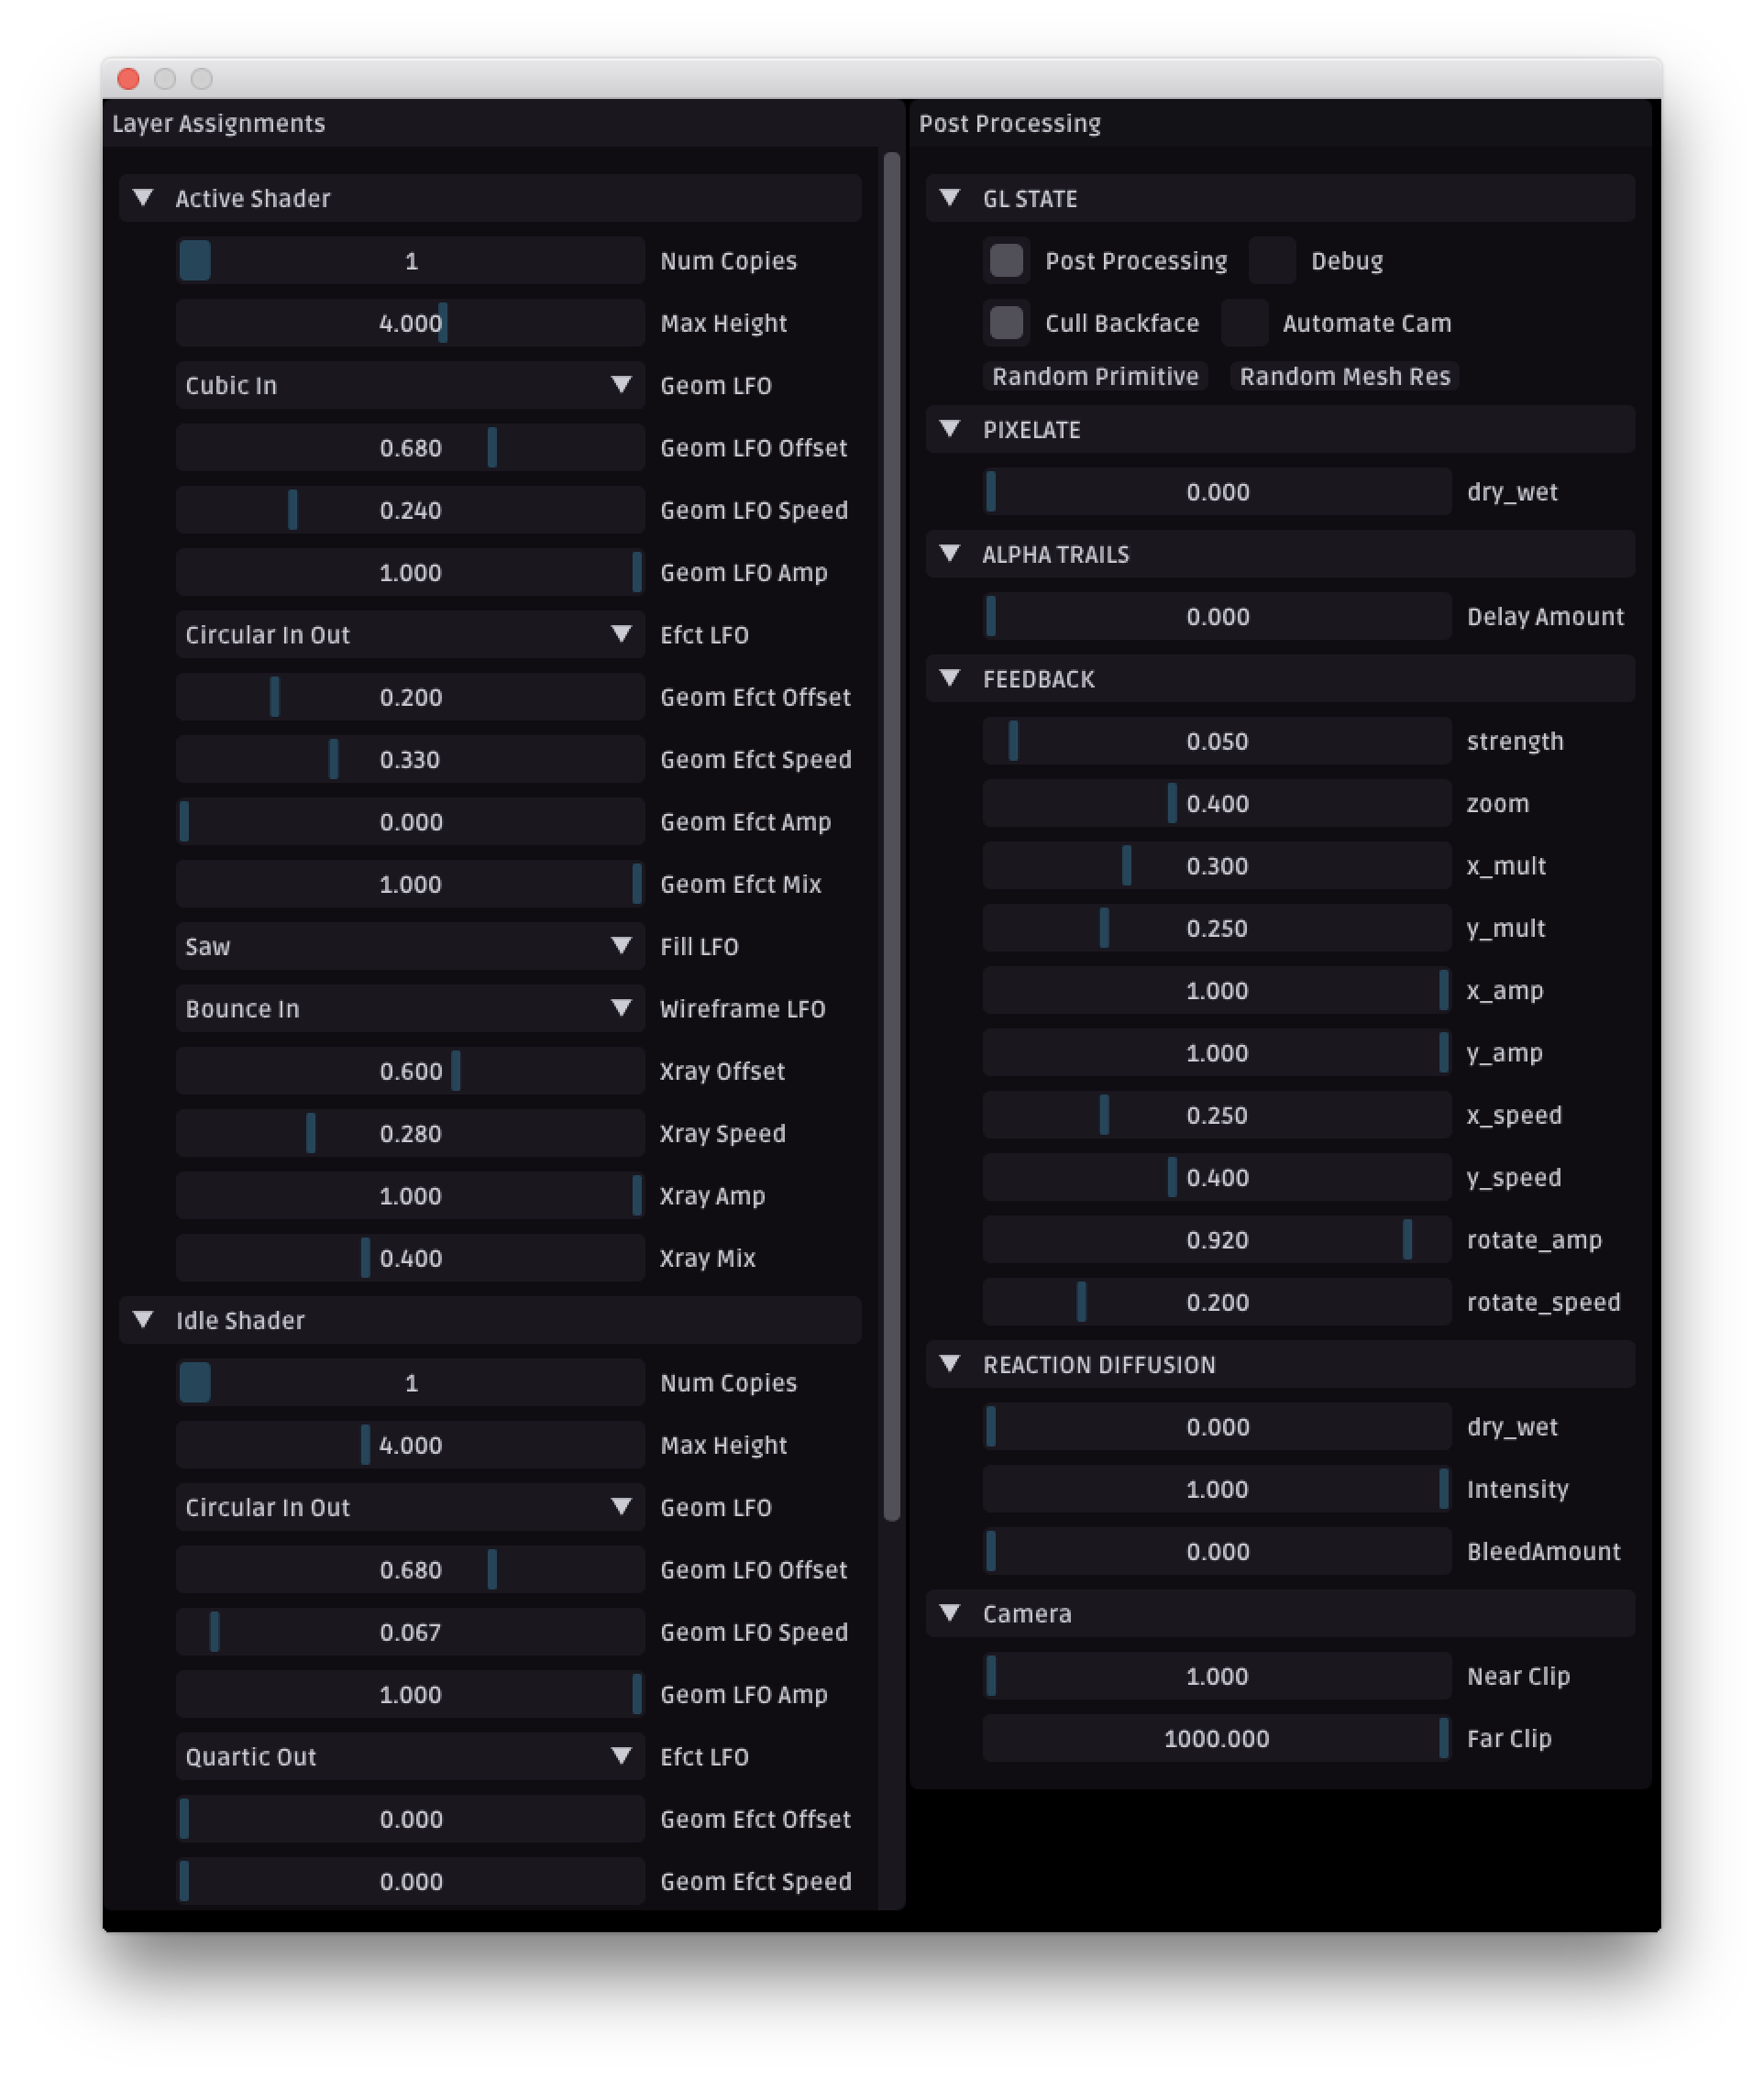 Layer Assignments
Active Shader
1 Num Copies
4.000 Max Height
Cubic In Geom LFO
0.680 Geom LFO Offset
0.240 Geom LFO Speed
1.000 Geom LFO Amp
Circular In Out Efct LFO
0.200 Geom Efct Offset
0.330 Geom Efct Speed
0.000 Geom Efct Amp
1.000 Geom Efct Mix
Saw Fill LFO
Bounce In Wireframe LFO
0.600 Xray Offset
0.280 Xray Speed
1.000 Xray Amp
0.400 Xray Mix
Idle Shader
1 Num Copies
4.000 Max Height
Circular In Out Geom LFO
0.680 Geom LFO Offset
0.067 Geom LFO Speed
1.000 Geom LFO Amp
Quartic Out Efct LFO
0.000 Geom Efct Offset
0.000 Geom Efct Speed
Post Processing
GL STATE
Post Processing Debug
Cull Backface Automate Cam
Random Primitive Random Mesh Res
PIXELATE
0.000 dry_wet
ALPHA TRAILS
0.000 Delay Amount
FEEDBACK
0.050 strength
0.400 zoom
0.300 x_mult
0.250 y_mult
1.000 x_amp
1.000 y_amp
0.250 x_speed
0.400 y_speed
0.920 rotate_amp
0.200 rotate_speed
REACTION DIFFUSION
0.000 dry_wet
1.000 Intensity
0.000 BleedAmount
Camera
1.000 Near Clip
1000.000 Far Clip